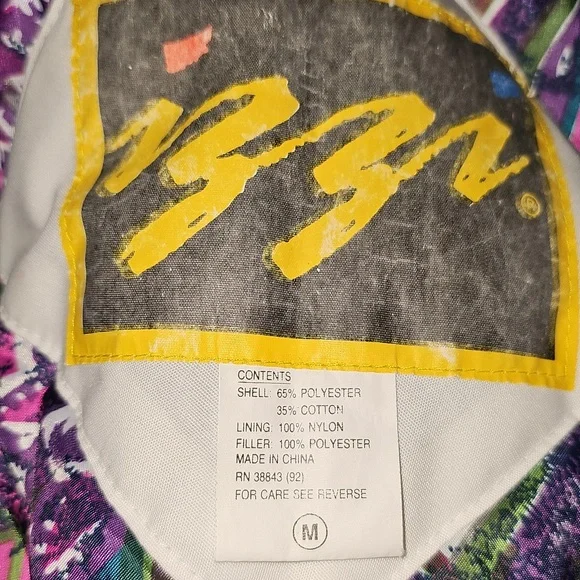 CONTENTS
SHELL: 65% POLYESTER
35% COTTON
LINING: 100% NYLON
FILLER: 100% POLYESTER
MADE IN CHINA
RN 38843 (92)
FOR CARE SEE REVERSE
M